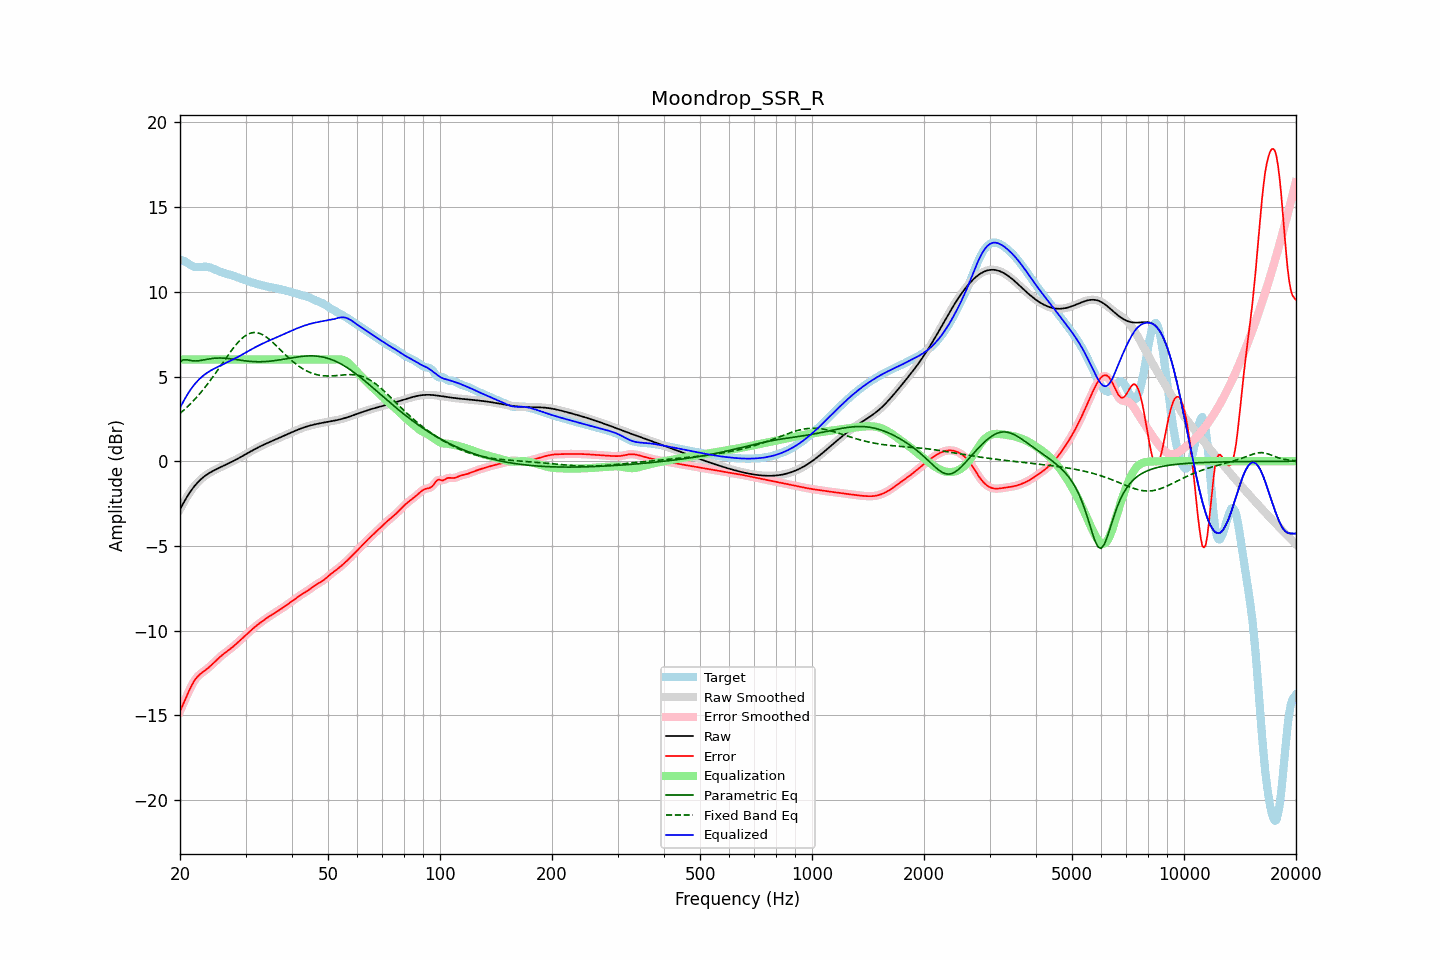 Moondrop_SSR_R
Amplitude (dBr)
20
15
10
5
0
−5
−10
−15
−20
Target
Raw Smoothed
Error Smoothed
Raw
Error
Equalization
Parametric Eq
Fixed Band Eq
Equalized
20 50 100 200 500 1000 2000 5000 10000 20000
Frequency (Hz)